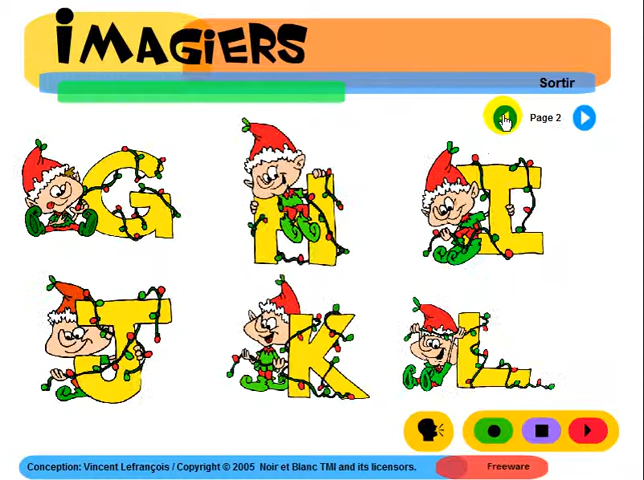 iMAGiERS
Sortir
Page 2
G H I
J K L
Conception: Vincent Lefrançois / Copyright © 2005 Noir et Blanc TMI and its licensors.
Freeware